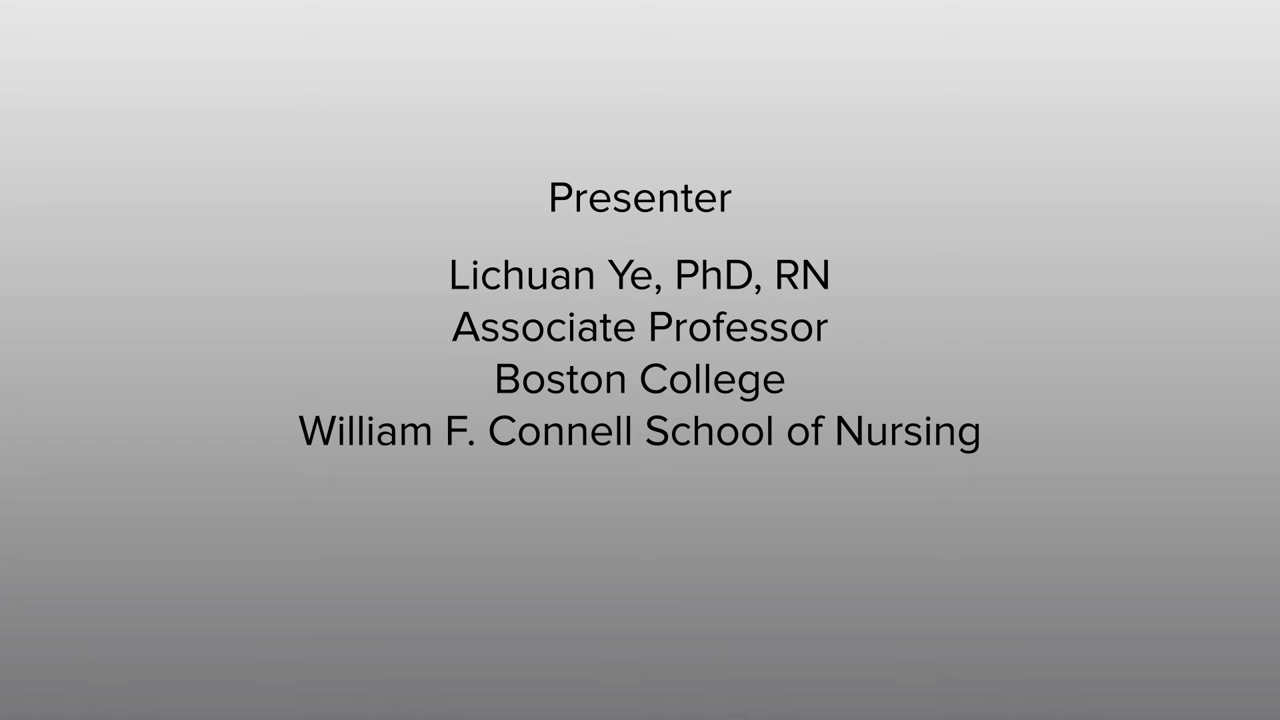 Presenter
Lichuan Ye, PhD, RN
Associate Professor
Boston College
William F. Connell School of Nursing